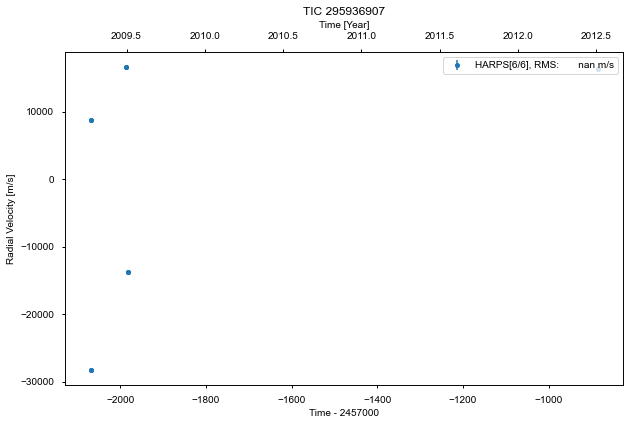 TIC 295936907
Time [Year]
2009.5 2010.0 2010.5 2011.0 2011.5 2012.0 2012.5
HARPS[6/6], RMS: nan m/s
10000
0
−10000
−20000
−30000
Radial Velocity [m/s]
−2000 −1800 −1600 −1400 −1200 −1000
Time - 2457000